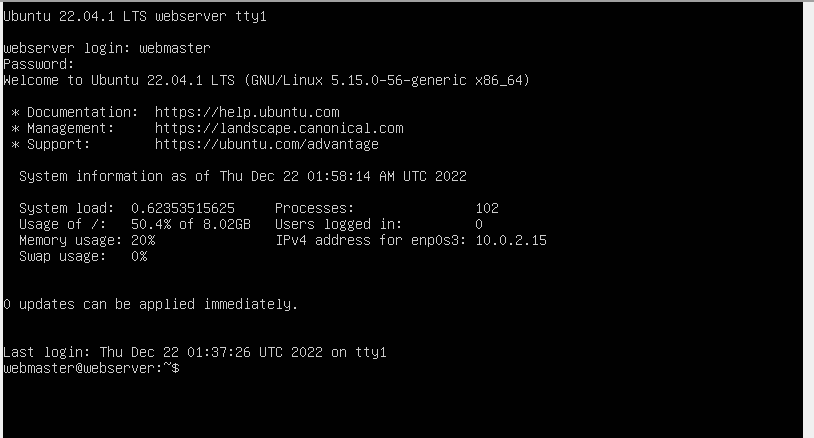 Ubuntu 22.04.1 LTS webserver tty1
webserver login: webmaster
Password:
Welcome to Ubuntu 22.04.1 LTS (GNU/Linux 5.15.0-56-generic x86_64)
* Documentation:  https://help.ubuntu.com
* Management:     https://landscape.canonical.com
* Support:        https://ubuntu.com/advantage
System information as of Thu Dec 22 01:58:14 AM UTC 2022
System load:  0.62353515625     Processes:               102
Usage of /:   50.4% of 8.02GB   Users logged in:         0
Memory usage: 20%               IPv4 address for enp0s3: 10.0.2.15
Swap usage:   0%
0 updates can be applied immediately.
Last login: Thu Dec 22 01:37:26 UTC 2022 on tty1
webmaster@webserver:~$